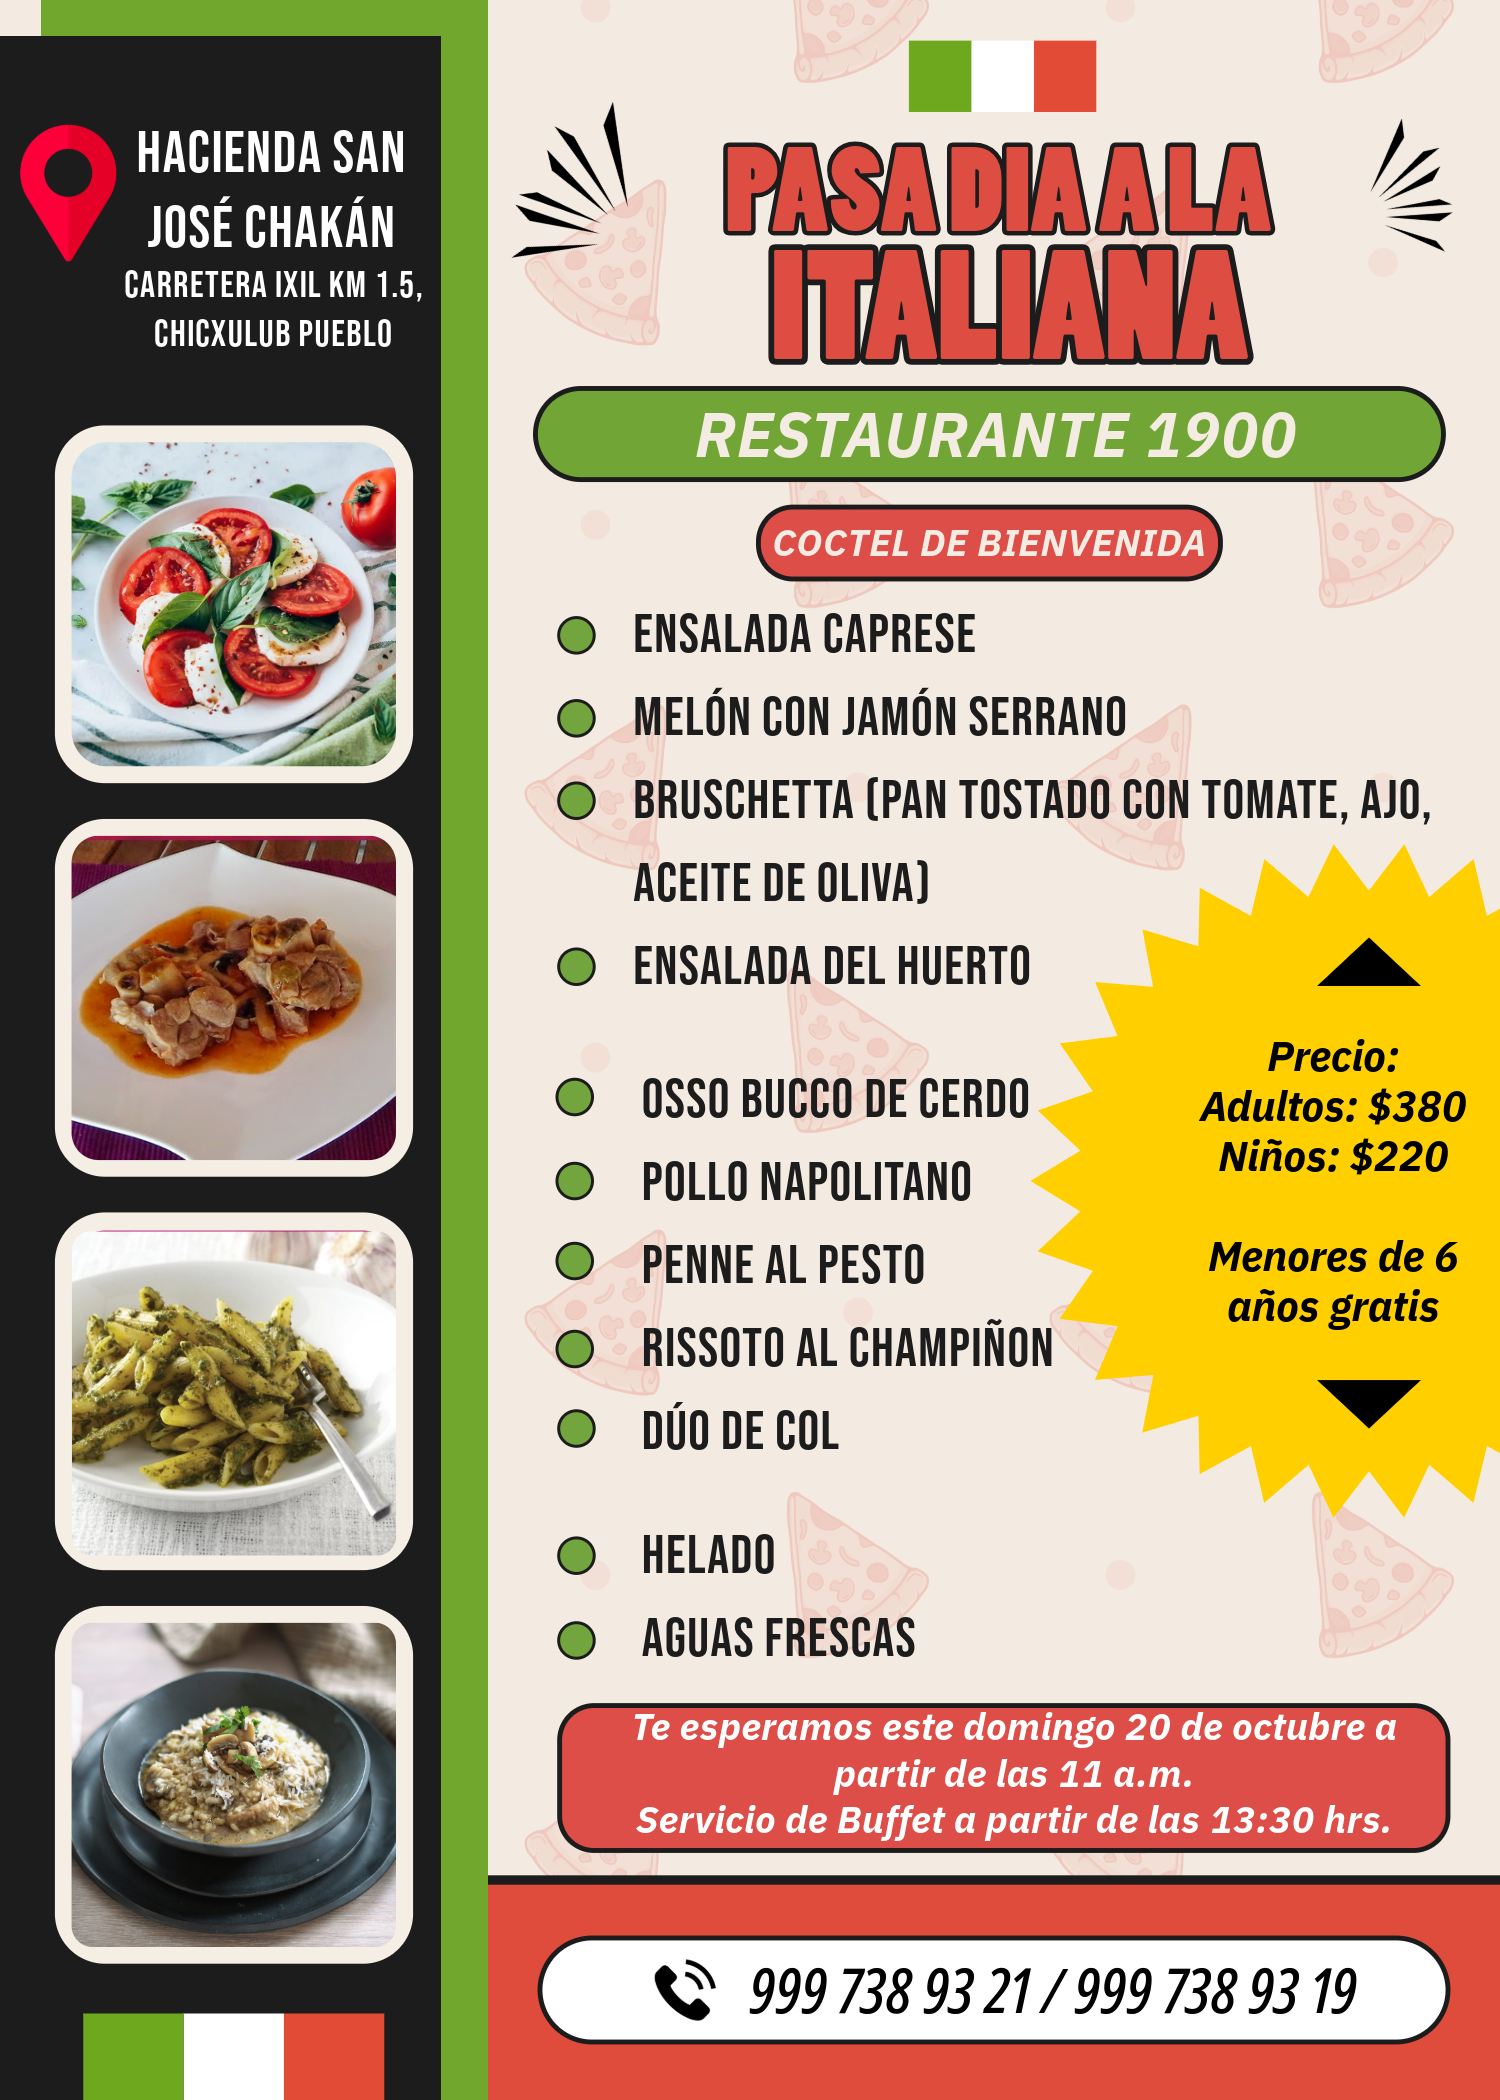 HACIENDA SAN
JOSÉ CHAKÁN
CARRETERA IXIL KM 1.5,
CHICXULUB PUEBLO
PASA DIA A LA
ITALIANA
RESTAURANTE 1900
COCTEL DE BIENVENIDA
ENSALADA CAPRESE
MELÓN CON JAMÓN SERRANO
BRUSCHETTA (PAN TOSTADO CON TOMATE, AJO,
ACEITE DE OLIVA)
ENSALADA DEL HUERTO
OSSO BUCCO DE CERDO
POLLO NAPOLITANO
PENNE AL PESTO
RISSOTO AL CHAMPIÑON
DÚO DE COL
HELADO
AGUAS FRESCAS
Precio:
Adultos: $380
Niños: $220
Menores de 6
años gratis
Te esperamos este domingo 20 de octubre a
partir de las 11 a.m.
Servicio de Buffet a partir de las 13:30 hrs.
999 738 93 21 / 999 738 93 19